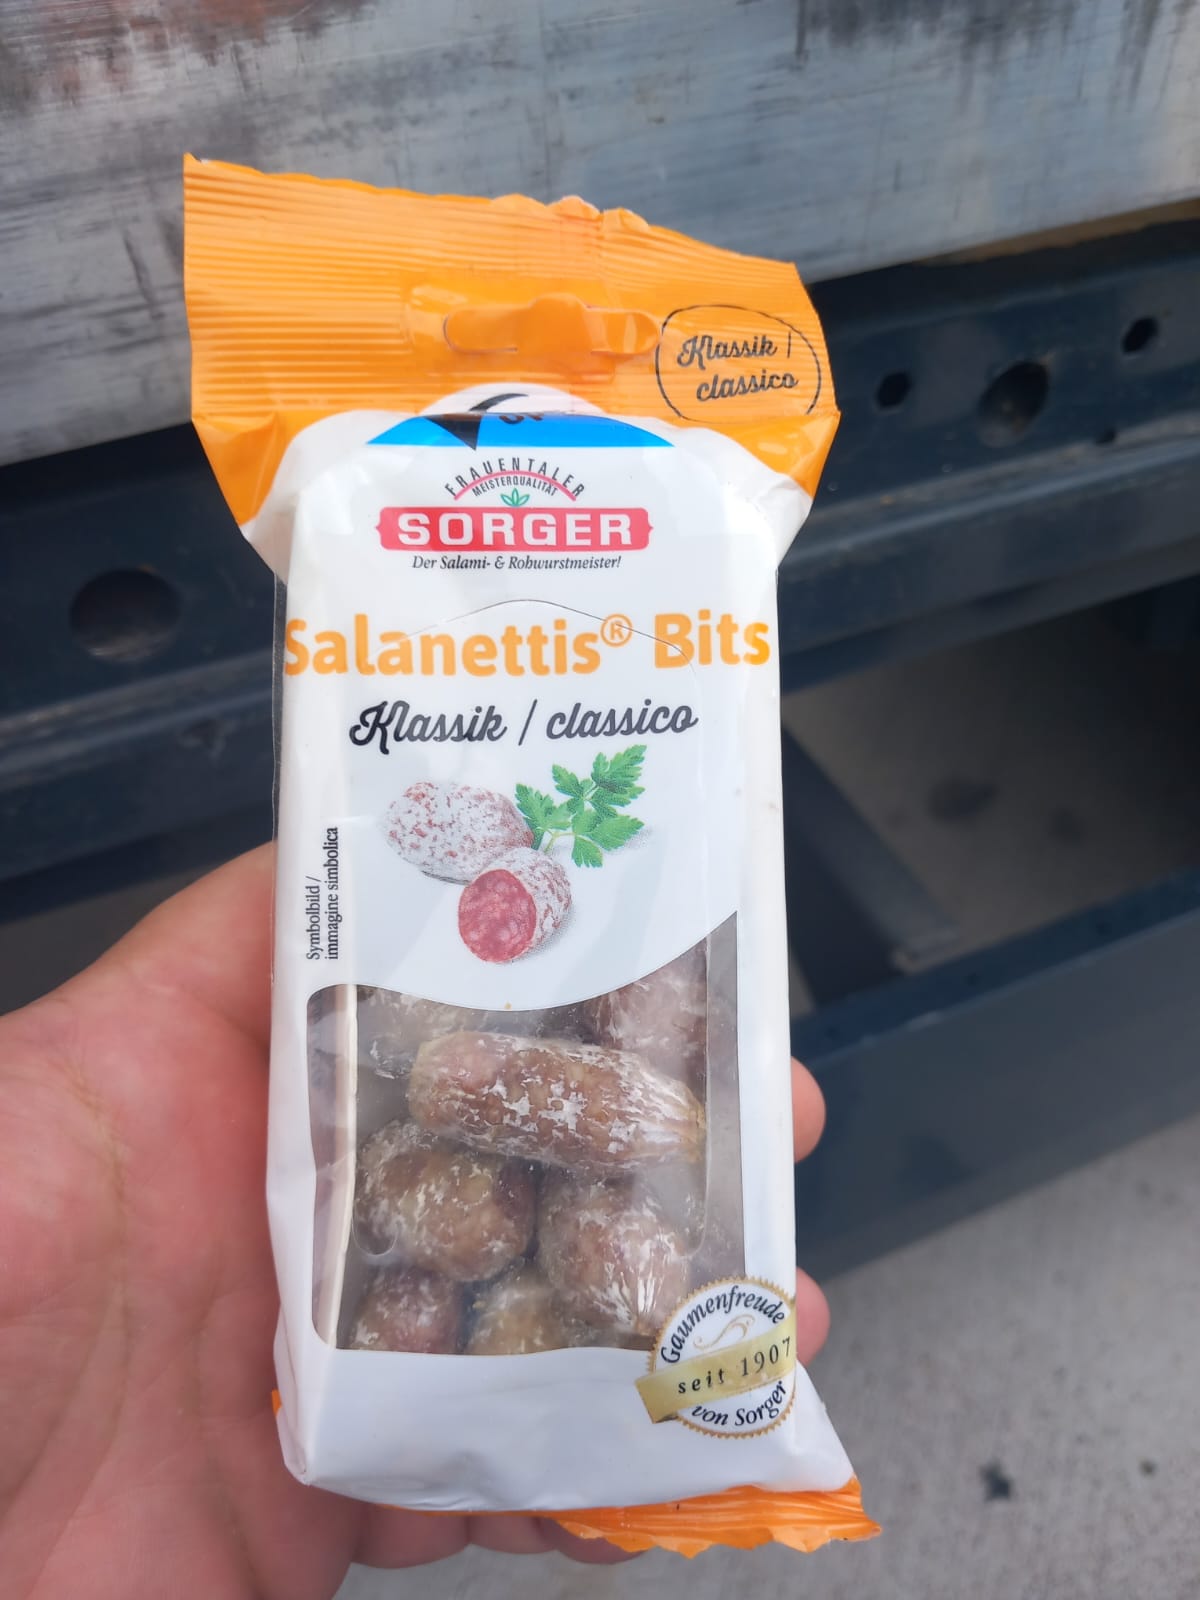 Klassik /
classico
FRAUENTALER
MEISTERQUALITÄT
SORGER
Der Salami- & Rohwurstmeister!
Salanettis® Bits
Klassik / classico
Symbolbild /
immagine simbolica
Gaumenfreude
seit 1907
von Sorger